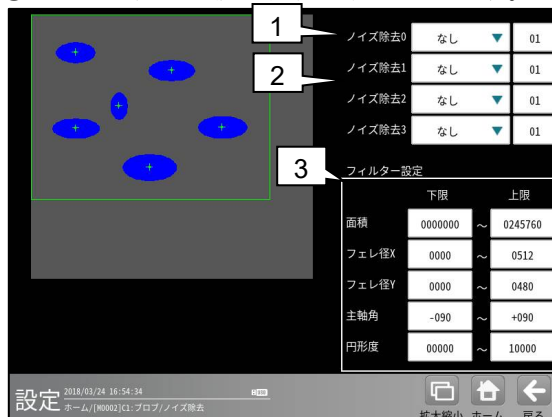 1
2
3
ノイズ除去0 なし 01
ノイズ除去1 なし 01
ノイズ除去2 なし 01
ノイズ除去3 なし 01
フィルター設定
下限 上限
面積 0000000 ～ 0245760
フェレ径X 0000 ～ 0512
フェレ径Y 0000 ～ 0480
主軸角 -090 ～ +090
円形度 00000 ～ 10000
設定 2018/03/24 16:54:34
ホーム/[M0002]C1:ブロブ/ノイズ除去
拡大縮小 ホーム 戻る